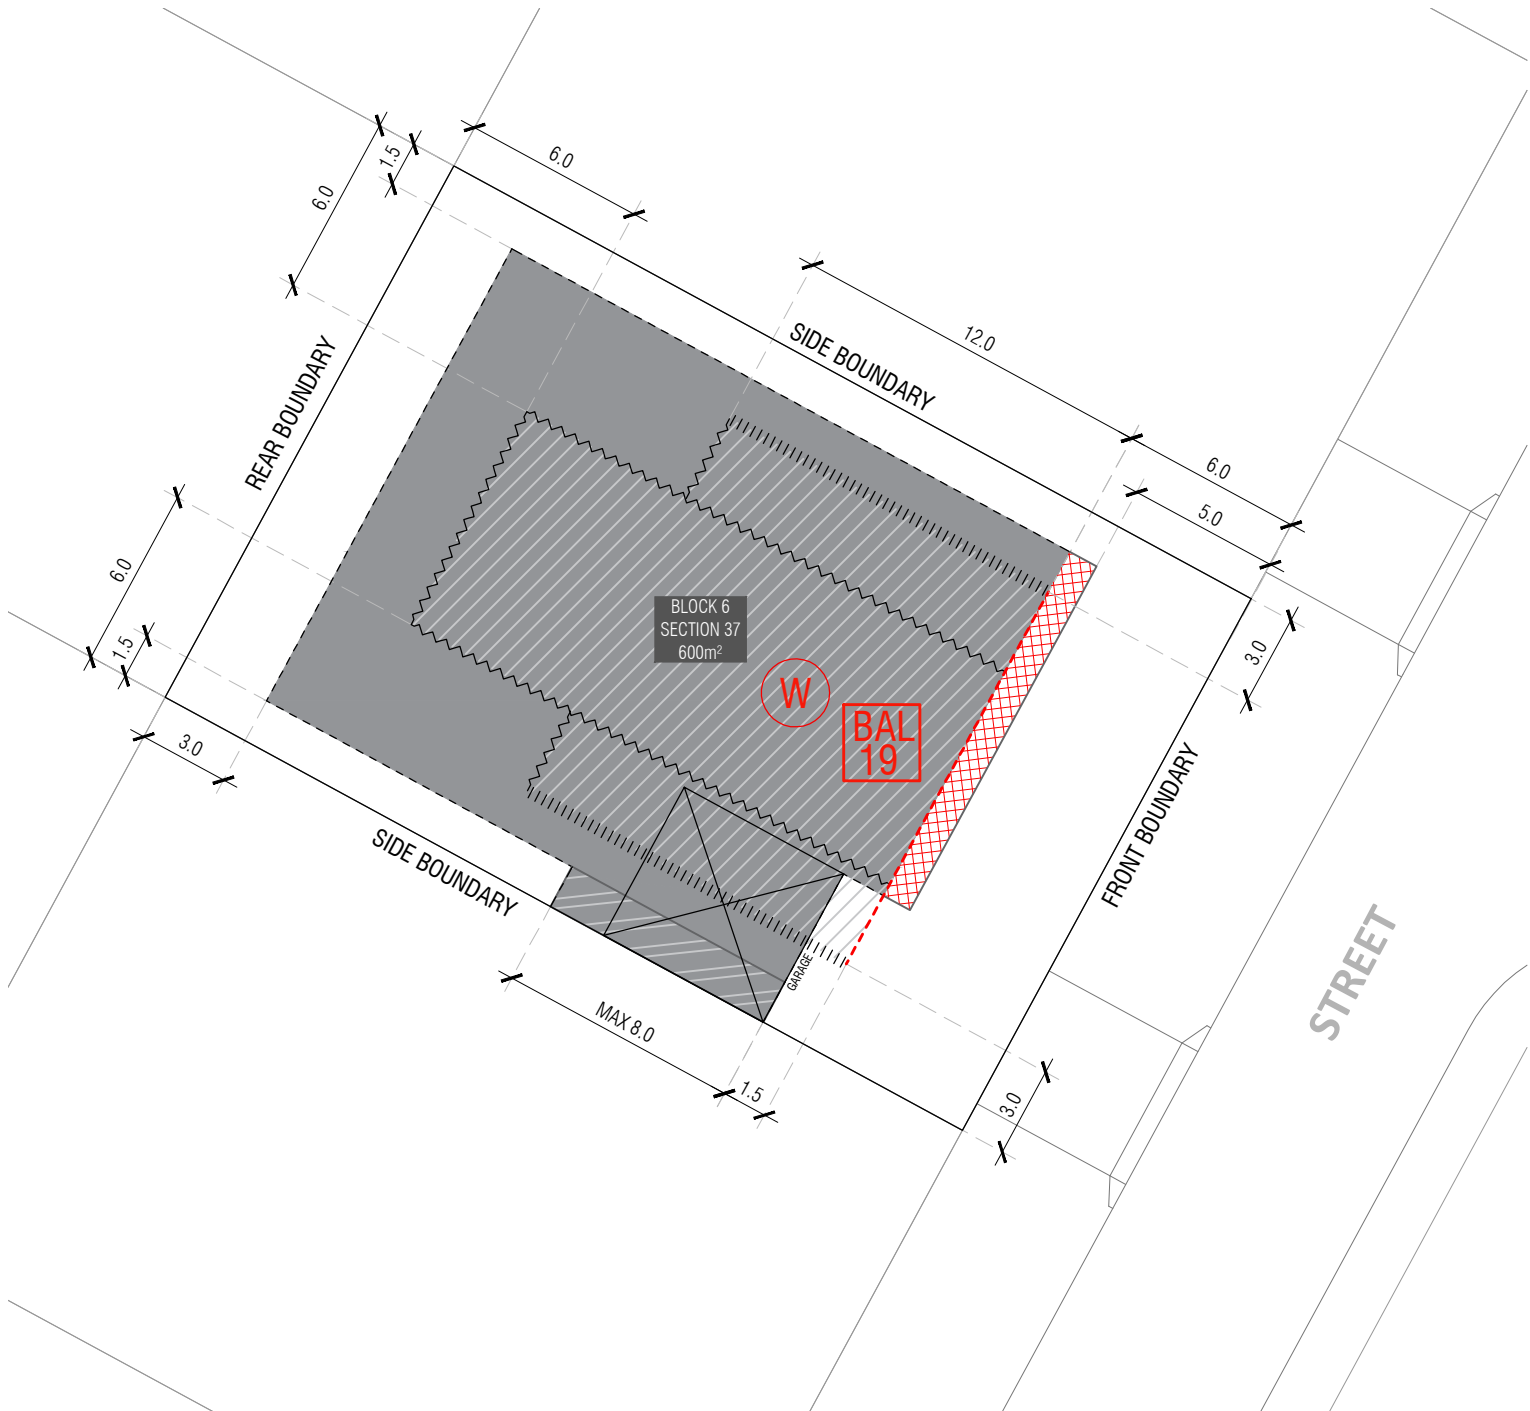 6.0
1.5
6.0
12.0
SIDE BOUNDARY
6.0
5.0
REAR BOUNDARY
6.0
1.5
3.0
BLOCK 6
SECTION 37
600m²
W
BAL
19
3.0
FRONT BOUNDARY
SIDE BOUNDARY
GARAGE
STREET
MAX 8.0
1.5
3.0